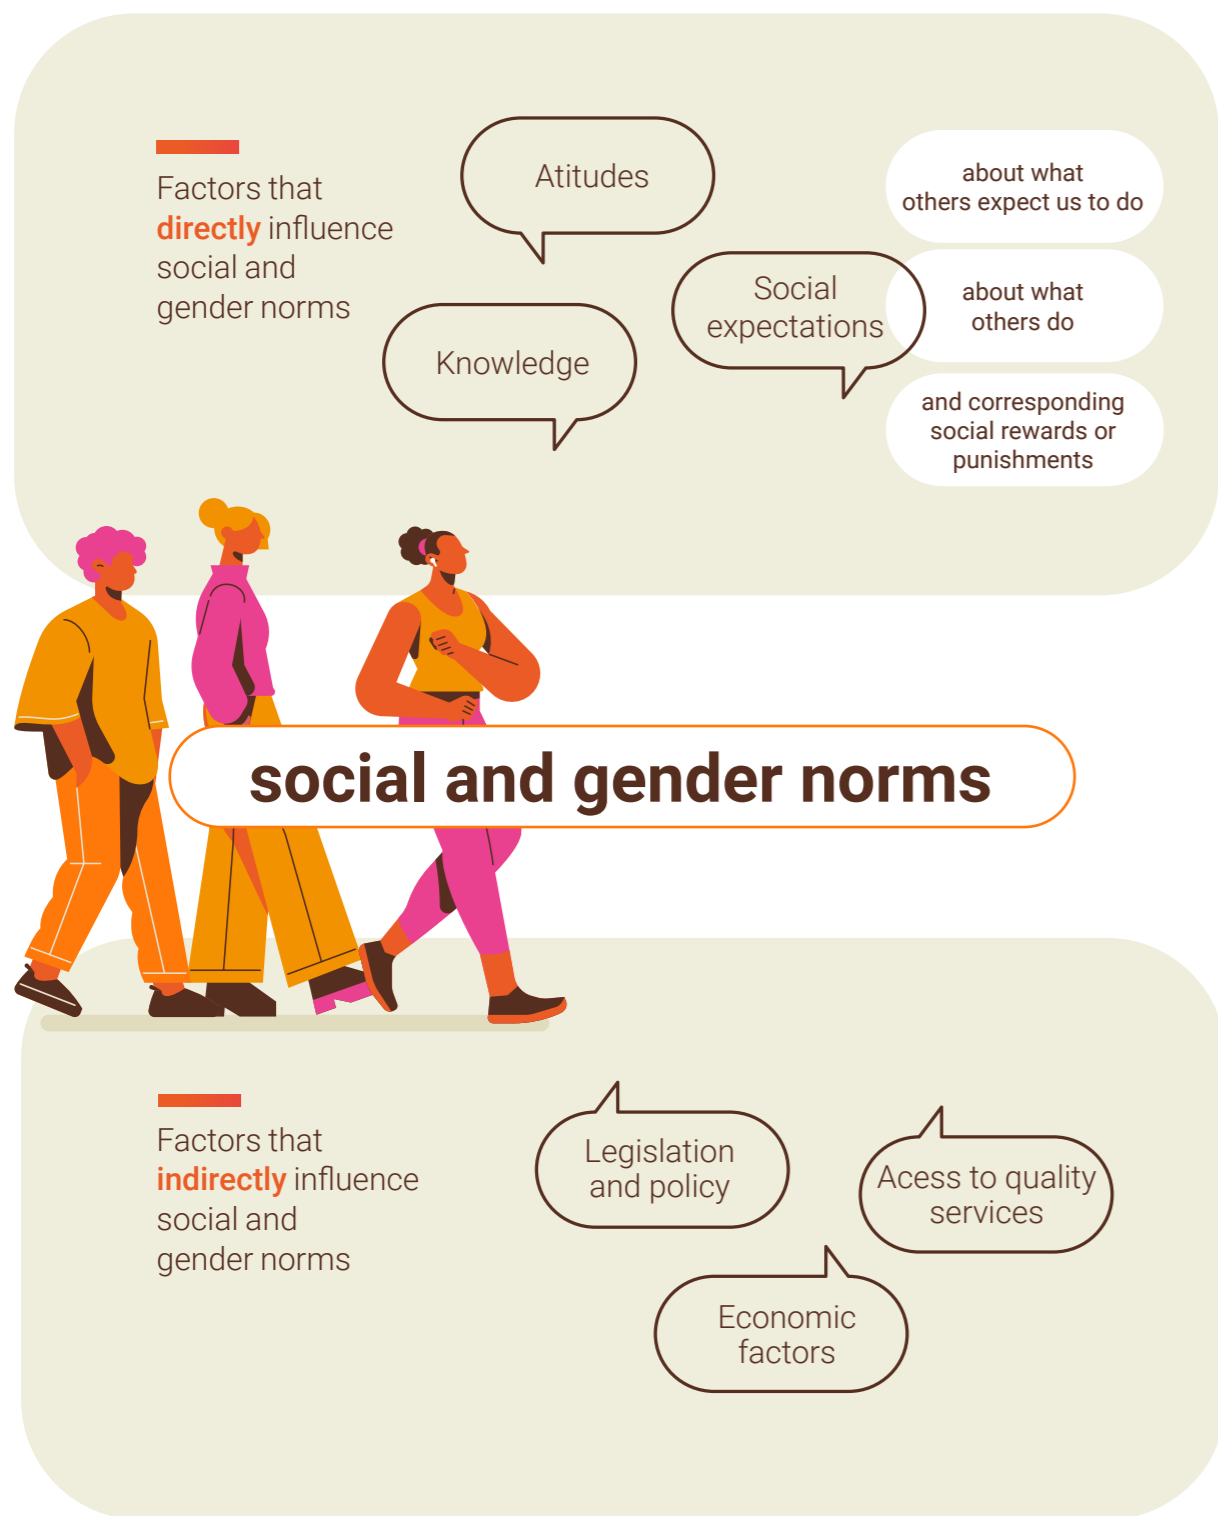 Factors that
directly influence
social and
gender norms
Atitudes
Knowledge
Social
expectations
about what
others expect us to do
about what
others do
and corresponding
social rewards or
punishments
social and gender norms
Factors that
indirectly influence
social and
gender norms
Legislation
and policy
Acess to quality
services
Economic
factors